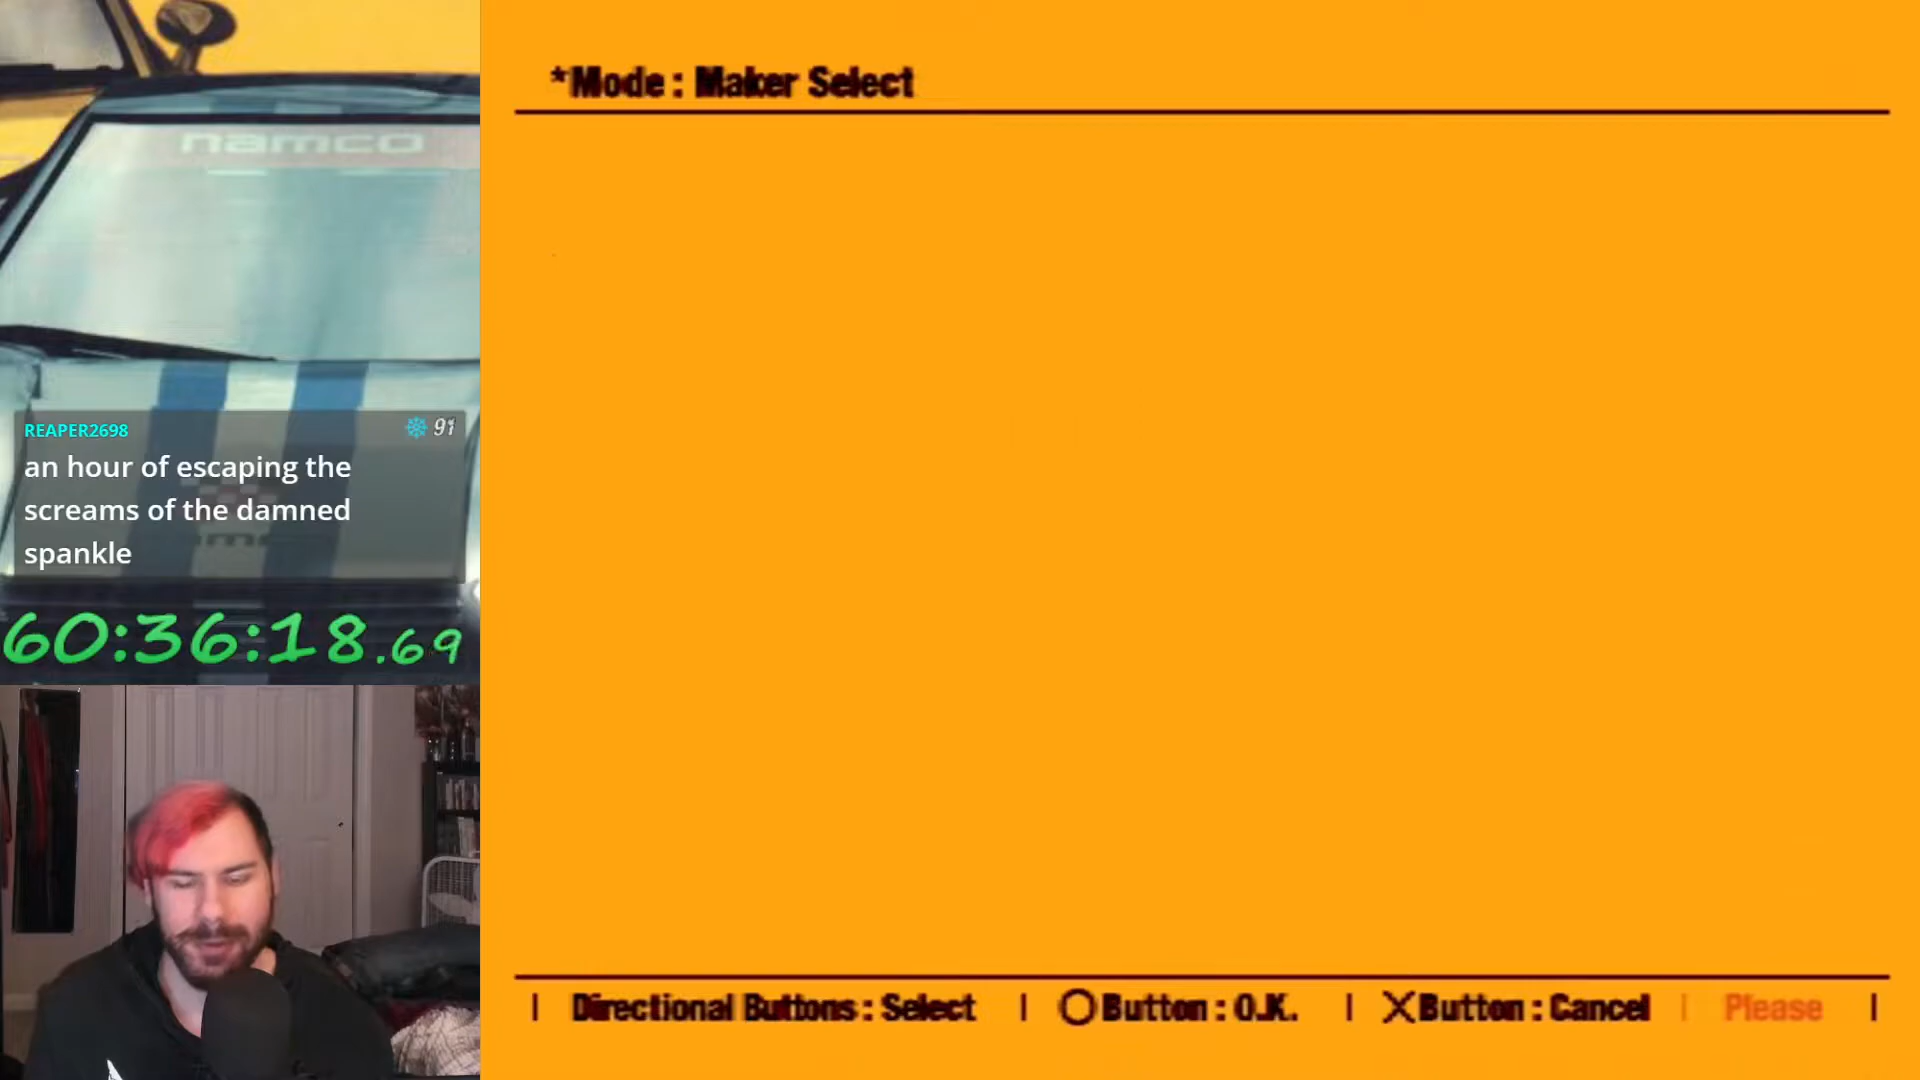 namco
*Mode : Maker Select
REAPER2698
91
an hour of escaping the
screams of the damned
spankle
60:36:18.69
| Directional Buttons : Select | ◯Button : O.K. | ╳Button : Cancel | Please |